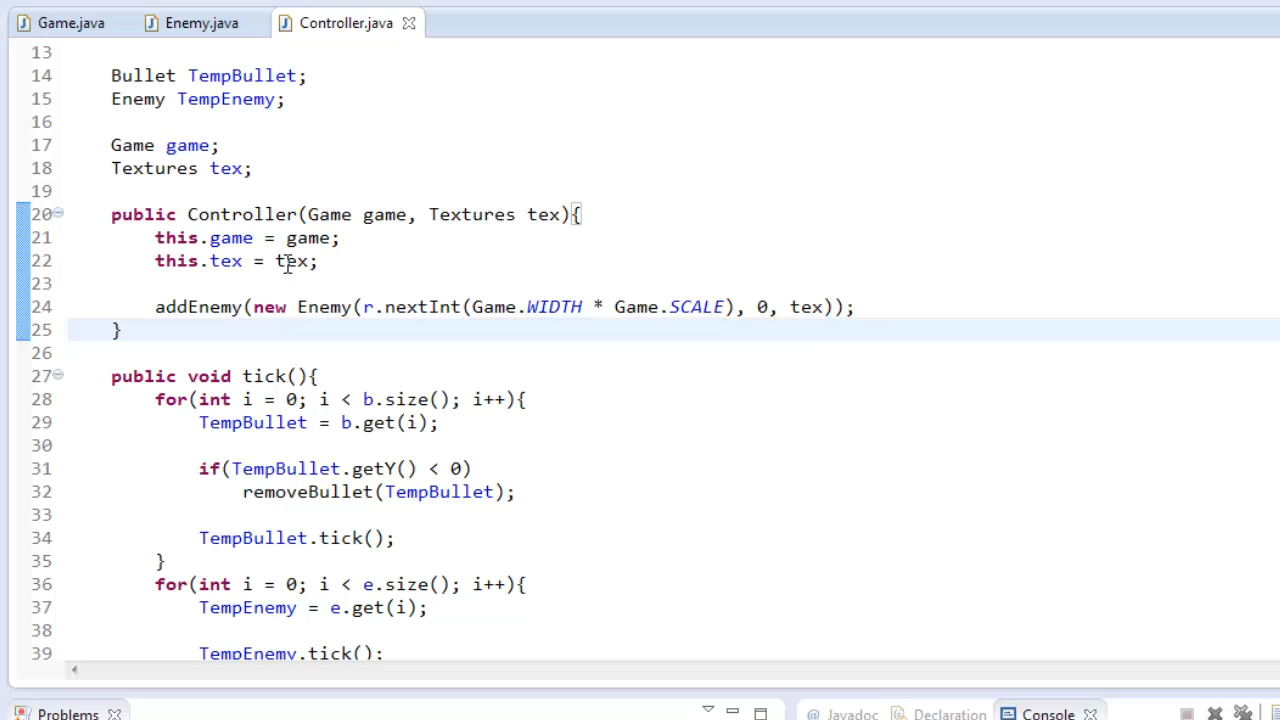 Game.java Enemy.java Controller.java
13
14 Bullet TempBullet;
15 Enemy TempEnemy;
16
17 Game game;
18 Textures tex;
19
20 public Controller(Game game, Textures tex){
21 this.game = game;
22 this.tex = tex;
23
24 addEnemy(new Enemy(r.nextInt(Game.WIDTH * Game.SCALE), 0, tex));
25 }
26
27 public void tick(){
28 for(int i = 0; i < b.size(); i++){
29 TempBullet = b.get(i);
30
31 if(TempBullet.getY() < 0)
32 removeBullet(TempBullet);
33
34 TempBullet.tick();
35 }
36 for(int i = 0; i < e.size(); i++){
37 TempEnemy = e.get(i);
38
39 TempEnemy.tick();
Problems @ Javadoc Declaration Console